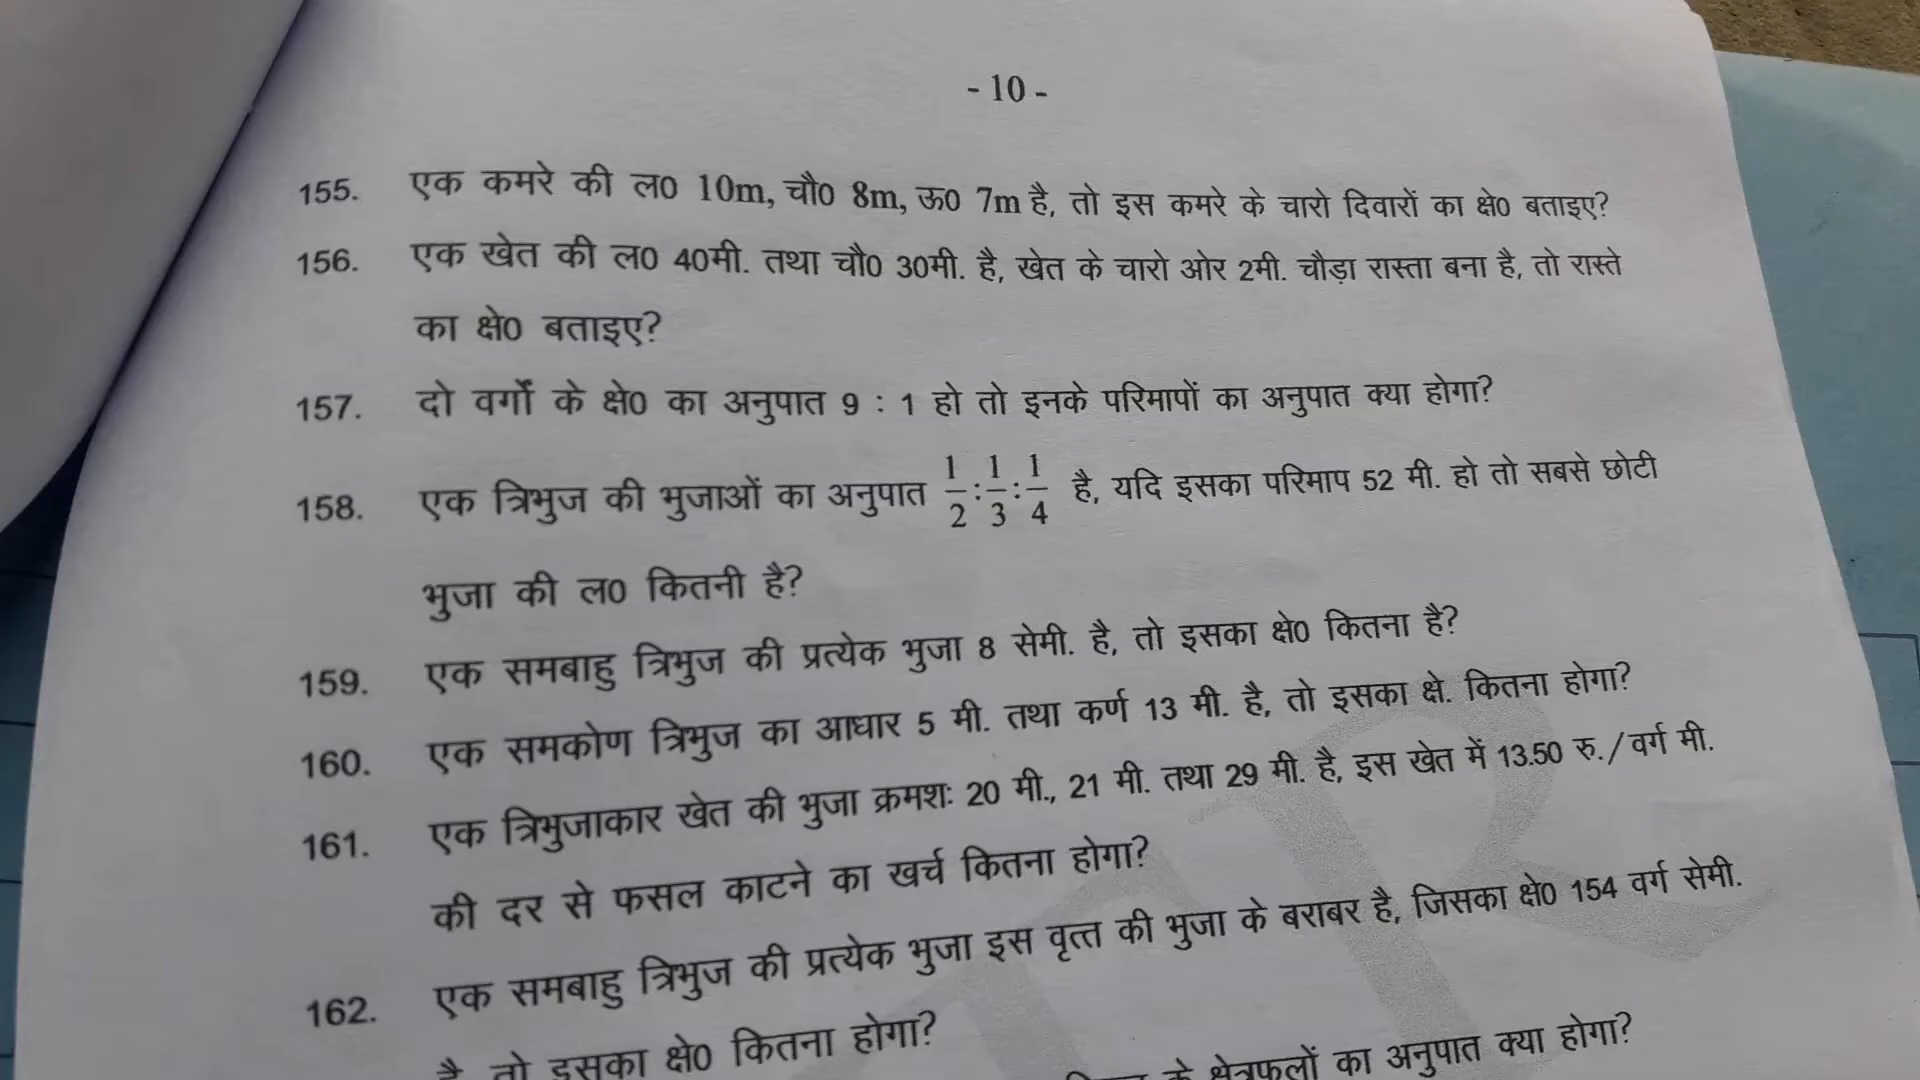 - 10 -
155. एक कमरे की ल0 10m, चौ0 8m, ऊ0 7m है, तो इस कमरे के चारो दिवारों का क्षे0 बताइए?
156. एक खेत की ल0 40मी. तथा चौ0 30मी. है, खेत के चारो ओर 2मी. चौड़ा रास्ता बना है, तो रास्ते
का क्षे0 बताइए?
157. दो वर्गों के क्षे0 का अनुपात 9 : 1 हो तो इनके परिमापों का अनुपात क्या होगा?
158. एक त्रिभुज की भुजाओं का अनुपात 1/2 : 1/3 : 1/4 है, यदि इसका परिमाप 52 मी. हो तो सबसे छोटी
भुजा की ल0 कितनी है?
159. एक समबाहु त्रिभुज की प्रत्येक भुजा 8 सेमी. है, तो इसका क्षे0 कितना है?
160. एक समकोण त्रिभुज का आधार 5 मी. तथा कर्ण 13 मी. है, तो इसका क्षे. कितना होगा?
161. एक त्रिभुजाकार खेत की भुजा क्रमशः 20 मी., 21 मी. तथा 29 मी. है, इस खेत में 13.50 रु./वर्ग मी.
की दर से फसल काटने का खर्च कितना होगा?
162. एक समबाहु त्रिभुज की प्रत्येक भुजा इस वृत्त की भुजा के बराबर है, जिसका क्षे0 154 वर्ग सेमी.
है, तो इसका क्षे0 कितना होगा?
के क्षेत्रफलों का अनुपात क्या होगा?